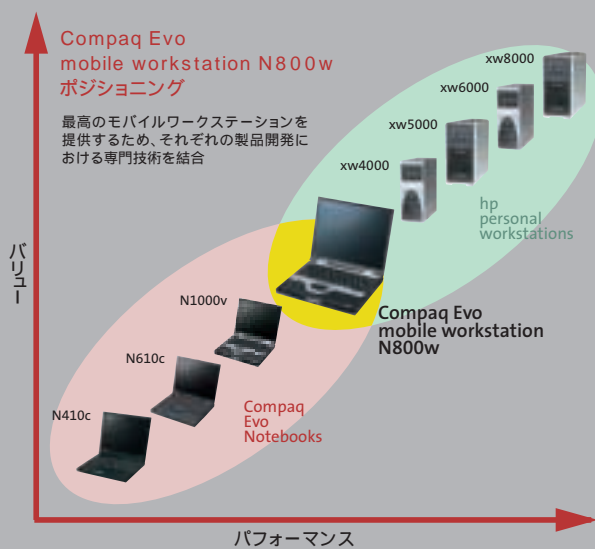 Compaq Evo
mobile workstation N800w
ポジショニング
最高のモバイルワークステーションを
提供するため、それぞれの製品開発に
おける専門技術を結合
xw8000
xw6000
xw5000
xw4000
hp
personal
workstations
Compaq Evo
mobile workstation
N800w
N1000v
N610c
N410c
Compaq
Evo
Notebooks
バリュー
パフォーマンス